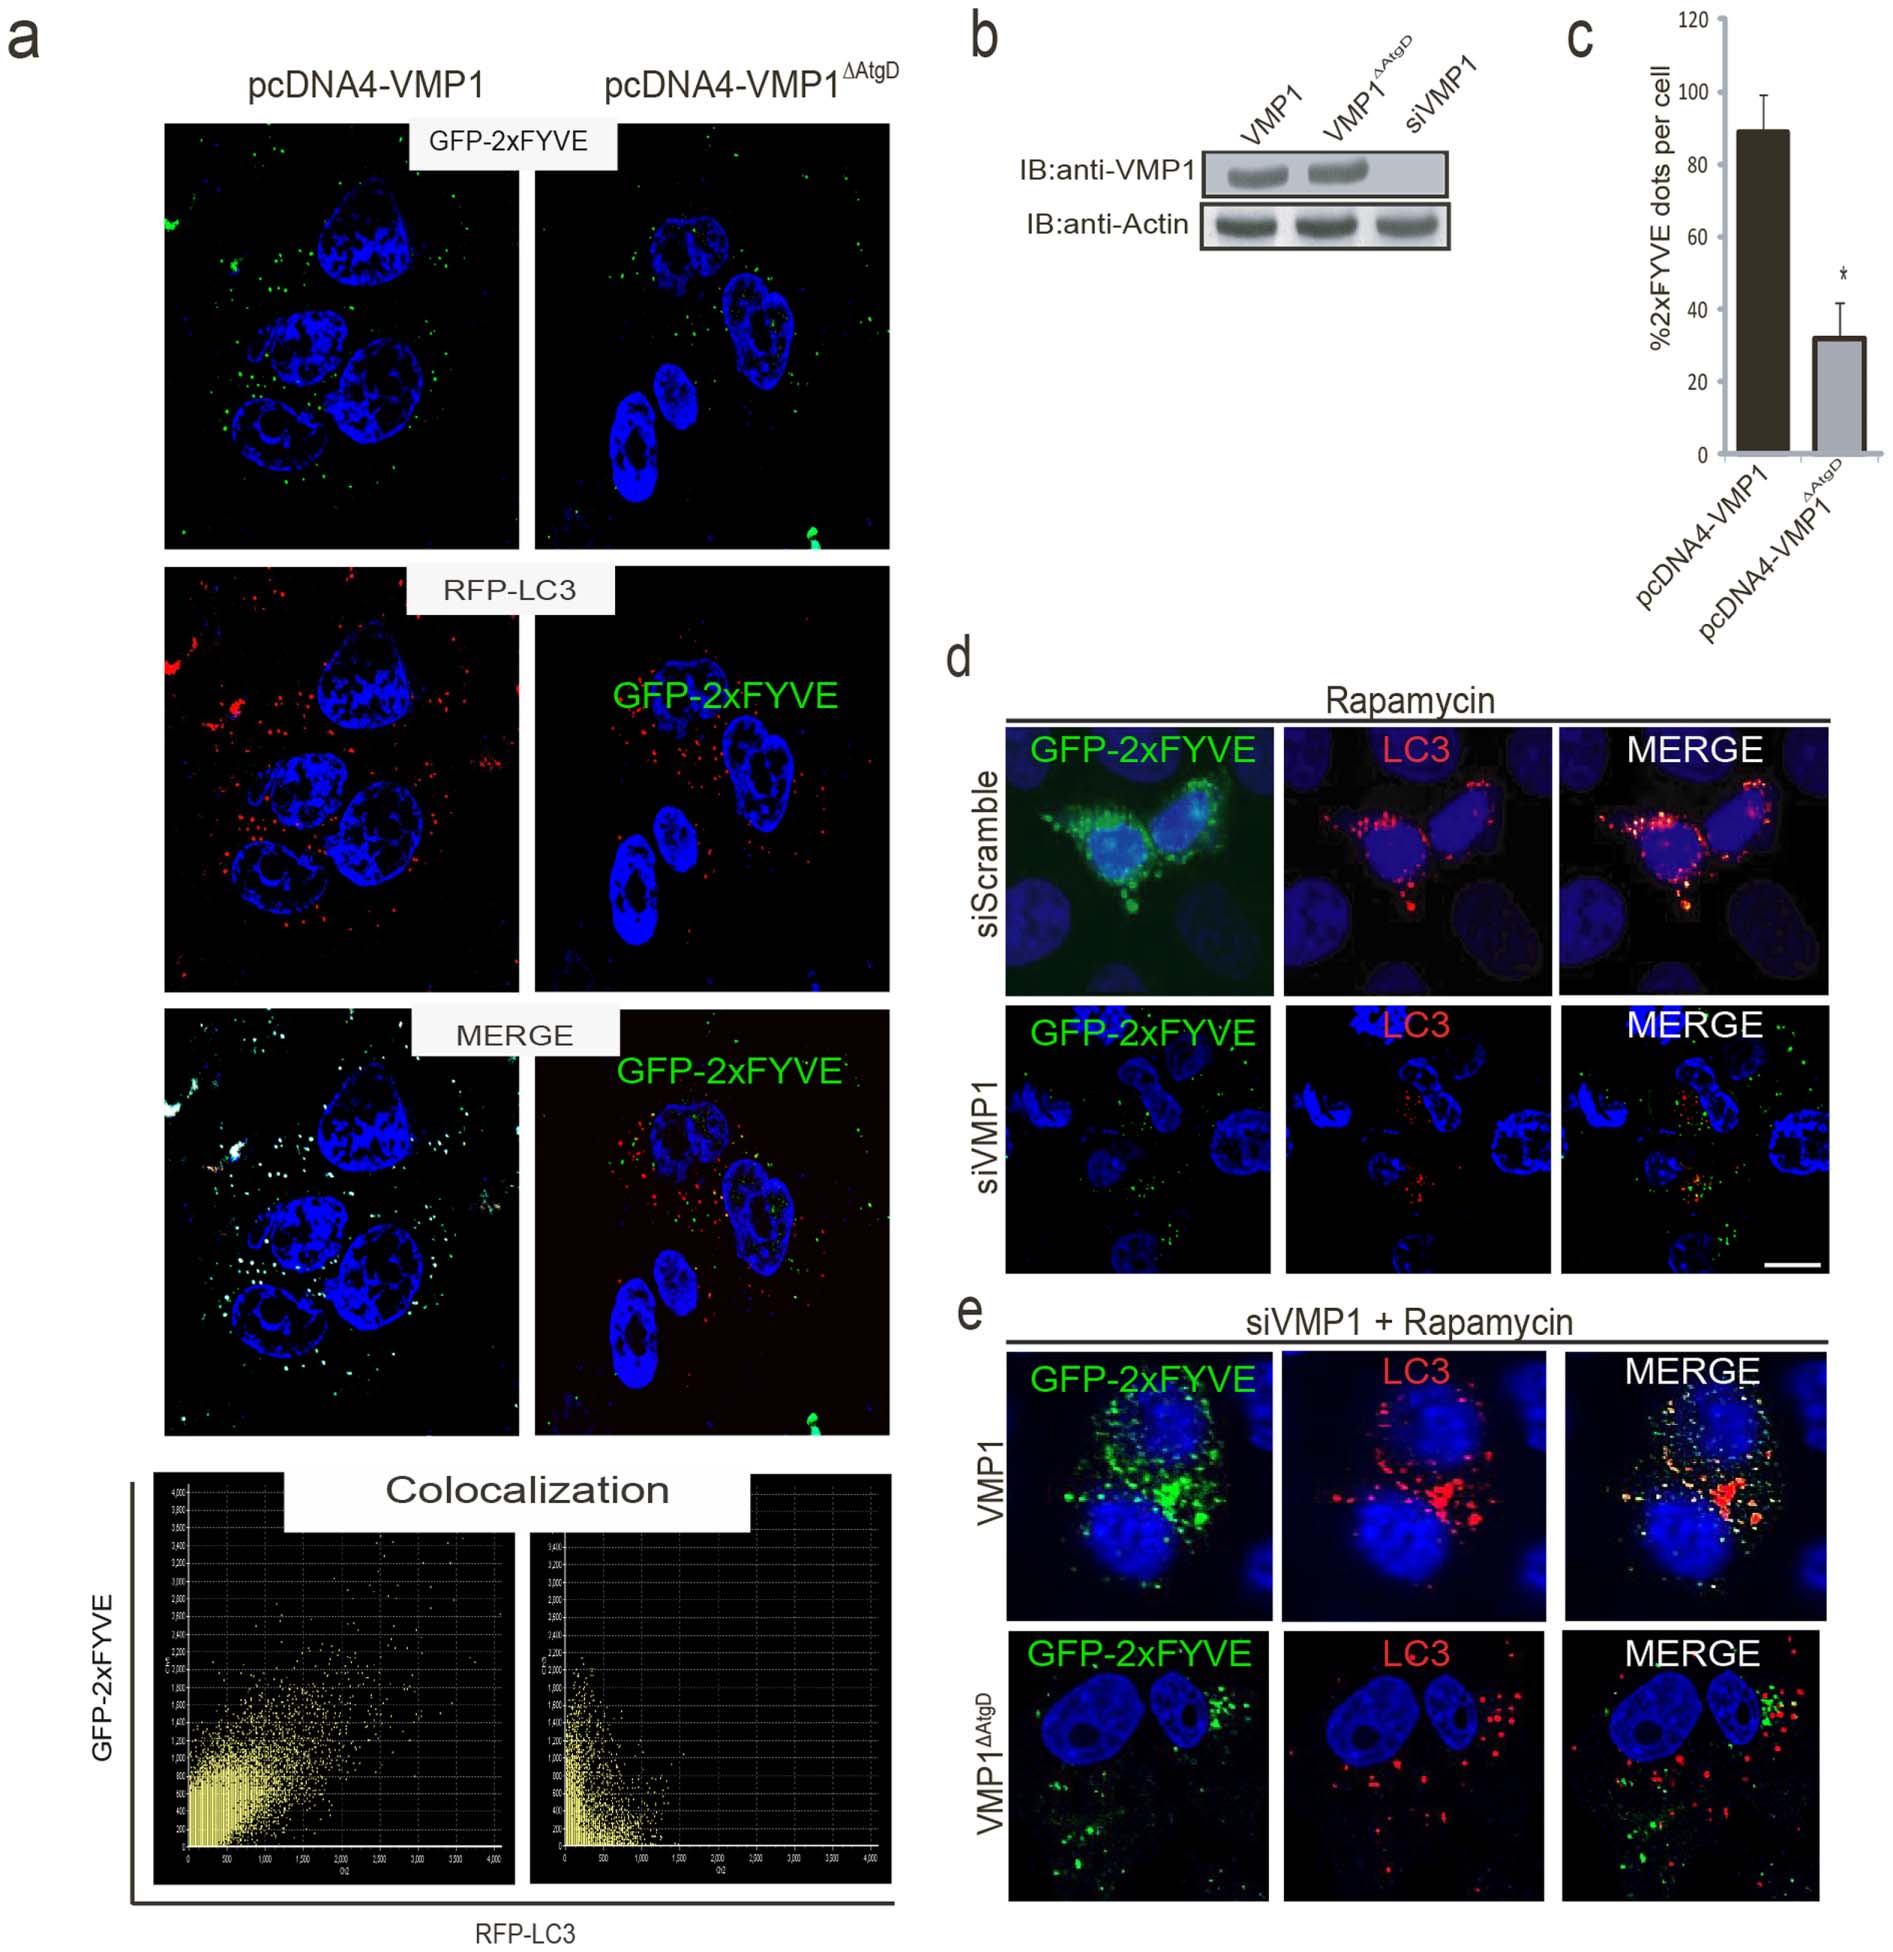 a
pcDNA4-VMP1
pcDNA4-VMP1ΔAtgD
GFP-2xFYVE
RFP-LC3
GFP-2xFYVE
MERGE
GFP-2xFYVE
Colocalization
GFP-2xFYVE
RFP-LC3
b
VMP1
VMP1ΔAtgD
siVMP1
IB:anti-VMP1
IB:anti-Actin
c
%2xFYVE dots per cell
120
100
80
60
40
20
0
*
pcDNA4-VMP1
pcDNA4-VMP1ΔAtgD
d
Rapamycin
siScramble
GFP-2xFYVE
LC3
MERGE
siVMP1
GFP-2xFYVE
LC3
MERGE
e
siVMP1 + Rapamycin
VMP1
GFP-2xFYVE
LC3
MERGE
VMP1ΔAtgD
GFP-2xFYVE
LC3
MERGE